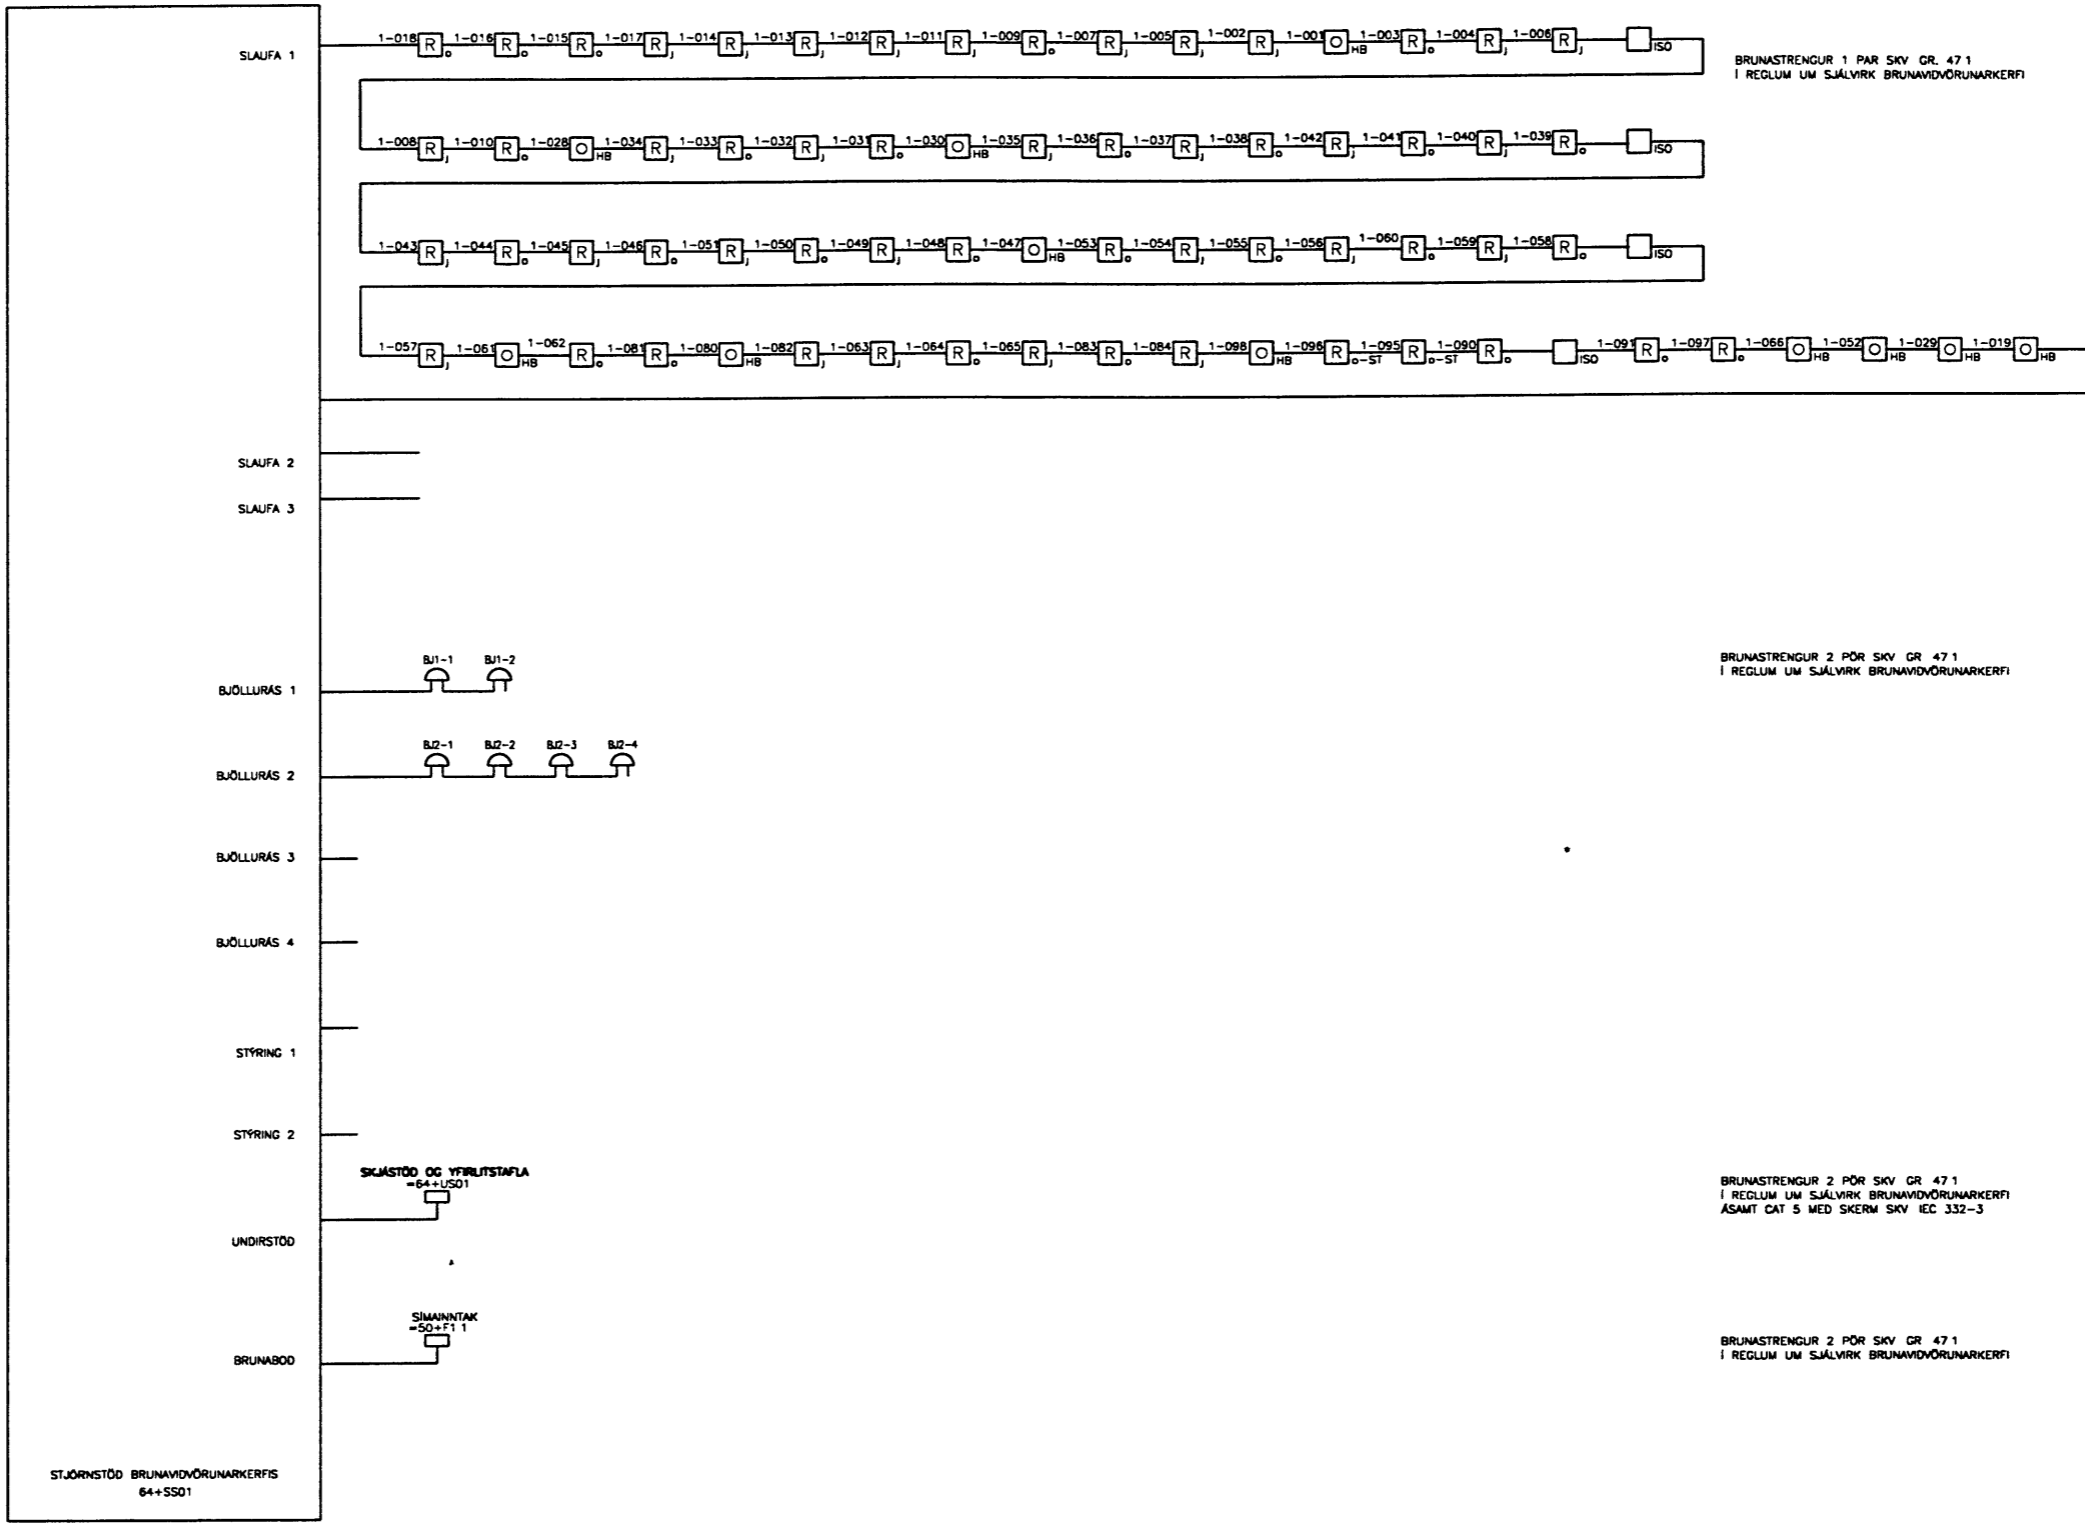 SLAUFA 1
1-018 R o 1-016 R o 1-015 R o 1-017 R J 1-014 R J 1-013 R J 1-012 R J 1-011 R J 1-009 R o 1-007 R J 1-005 R J 1-002 R J 1-001 O HB 1-003 R o 1-004 R J 1-006 R J ISO
BRUNASTRENGUR 1 PAR SKV GR. 47 1
Í REGLUM UM SJÁLVIRK BRUNAVIDVÖRUNARKERFI
1-008 R J 1-010 R o 1-028 O HB 1-034 R J 1-033 R o 1-032 R J 1-031 R o 1-030 O HB 1-035 R J 1-036 R o 1-037 R J 1-038 R o 1-042 R J 1-041 R o 1-040 R J 1-039 R o ISO
1-043 R J 1-044 R o 1-045 R J 1-046 R o 1-051 R J 1-050 R o 1-049 R J 1-048 R o 1-047 O HB 1-053 R o 1-054 R J 1-055 R o 1-056 R J 1-060 R o 1-059 R J 1-058 R o ISO
1-057 R J 1-061 O HB 1-062 R o 1-081 R o 1-080 O HB 1-082 R J 1-063 R J 1-064 R o 1-065 R J 1-083 R o 1-084 R J 1-098 O HB 1-096 R o-ST 1-095 R o-ST 1-090 R o ISO 1-091 R o 1-097 R o 1-066 O HB 1-052 O HB 1-029 O HB 1-019 O HB
SLAUFA 2
SLAUFA 3
BJ1-1 BJ1-2
BJÖLLURÁS 1
BRUNASTRENGUR 2 PÖR SKV GR 47 1
Í REGLUM UM SJÁLVIRK BRUNAVIDVÖRUNARKERFI
BJ2-1 BJ2-2 BJ2-3 BJ2-4
BJÖLLURÁS 2
BJÖLLURÁS 3
BJÖLLURÁS 4
STÝRING 1
STÝRING 2
SKJÁSTÖD OG YFIRLITSTAFLA
=64+US01
UNDIRSTÖD
BRUNASTRENGUR 2 PÖR SKV GR 47 1
Í REGLUM UM SJÁLVIRK BRUNAVIDVÖRUNARKERFI
ÁSAMT CAT 5 MED SKERM SKV IEC 332-3
SÍMAINNTAK
=50+F1 1
BRUNABOD
BRUNASTRENGUR 2 PÖR SKV GR 47 1
Í REGLUM UM SJÁLVIRK BRUNAVIDVÖRUNARKERFI
STJÓRNSTÖD BRUNAVIDVÖRUNARKERFIS
64+SS01